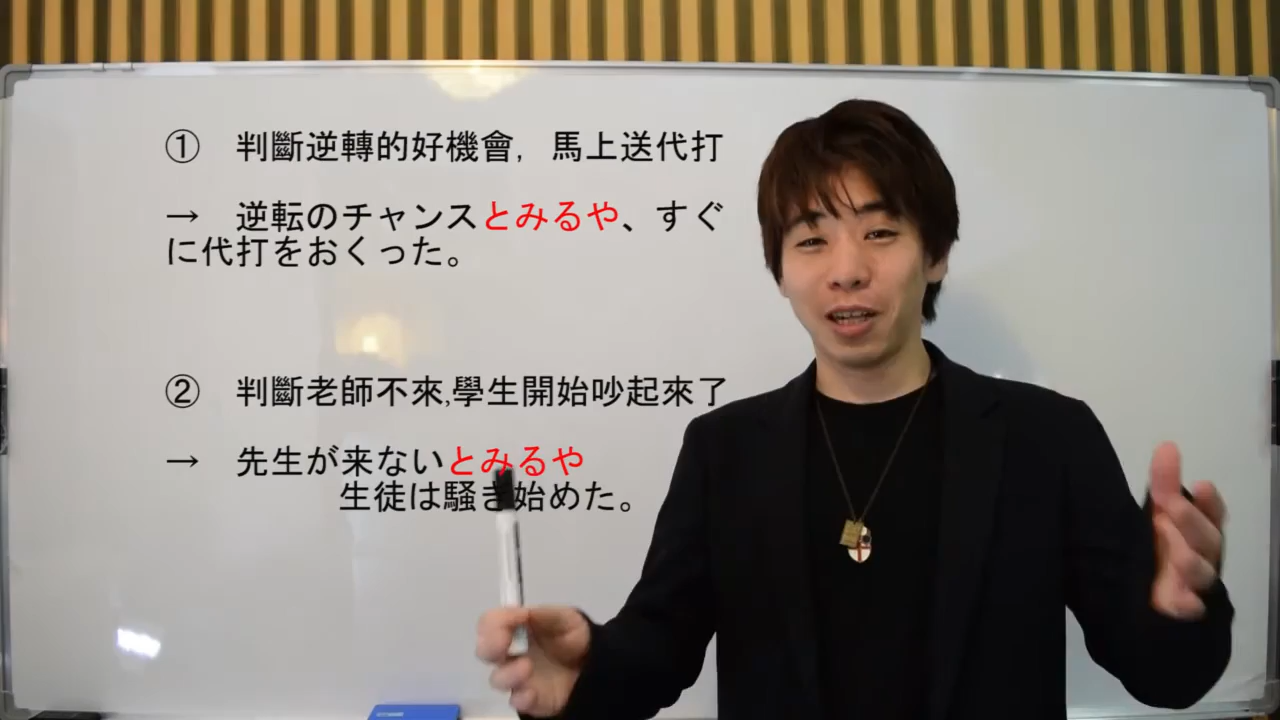 ① 判斷逆轉的好機會，馬上送代打
→ 逆転のチャンスとみるや、すぐ
に代打をおくった。
② 判斷老師不來,學生開始吵起來了
→ 先生が来ないとみるや
生徒は騒ぎ始めた。